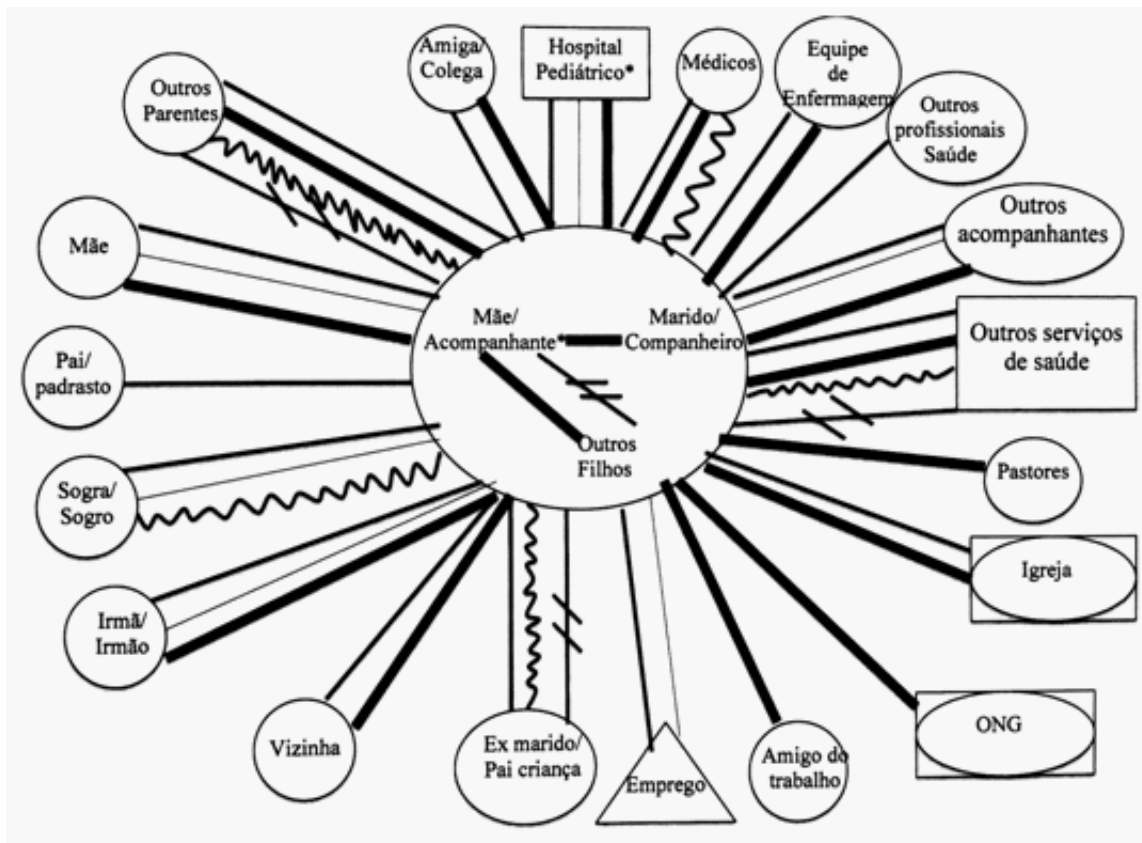 Amiga/
Colega
Hospital
Pediátrico*
Médicos
Equipe
de
Enfermagem
Outros
Parentes
Outros
profissionais
Saúde
Mãe
Outros
acompanhantes
Mãe/
Acompanhante*
Marido/
Companheiro
Outros serviços
de saúde
Pai/
padrasto
Outros
Filhos
Pastores
Sogra/
Sogro
Igreja
Irmã/
Irmão
ONG
Vizinha
Ex marido/
Pai criança
Emprego
Amigo do
trabalho